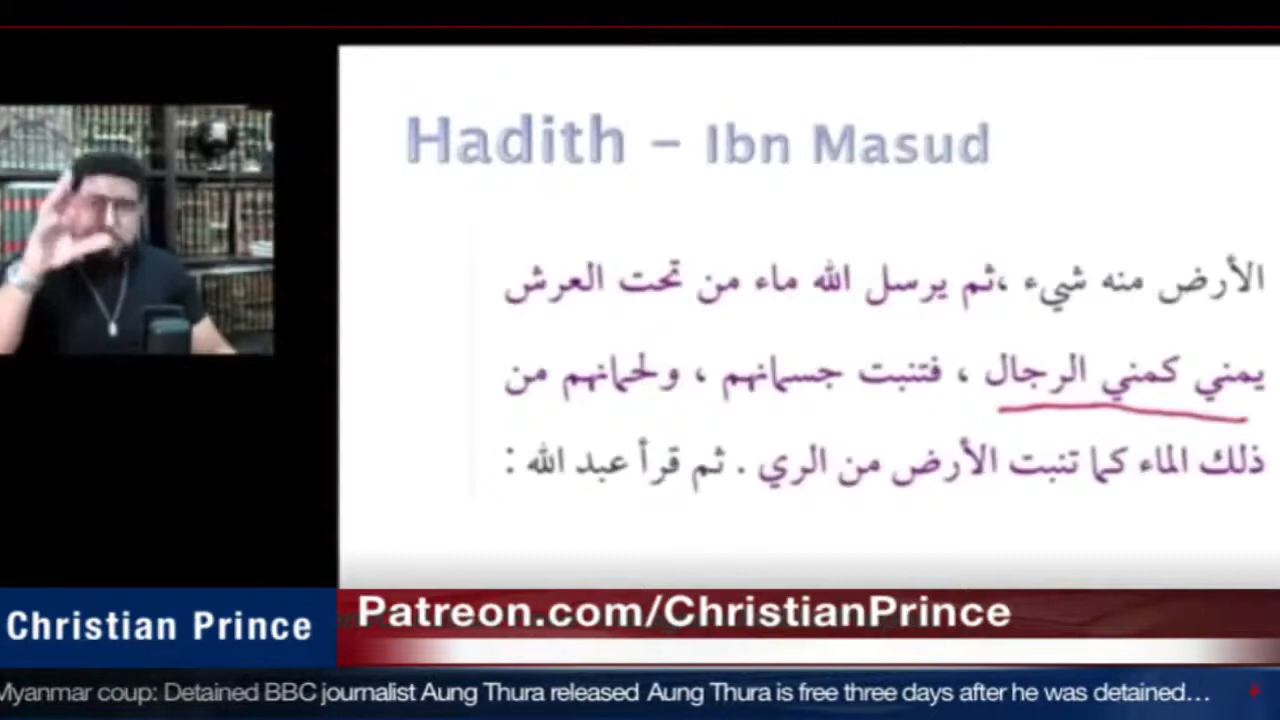 Hadith – Ibn Masud
الأرض منه شيء ،ثم يرسل الله ماء من تحت العرش
يمني كمني الرجال ، فتنبت جسمانهم ، ولحمانهم من
ذلك الماء كما تنبت الأرض من الري . ثم قرأ عبد الله :
Christian Prince
Patreon.com/ChristianPrince
Myanmar coup: Detained BBC journalist Aung Thura released Aung Thura is free three days after he was detained…